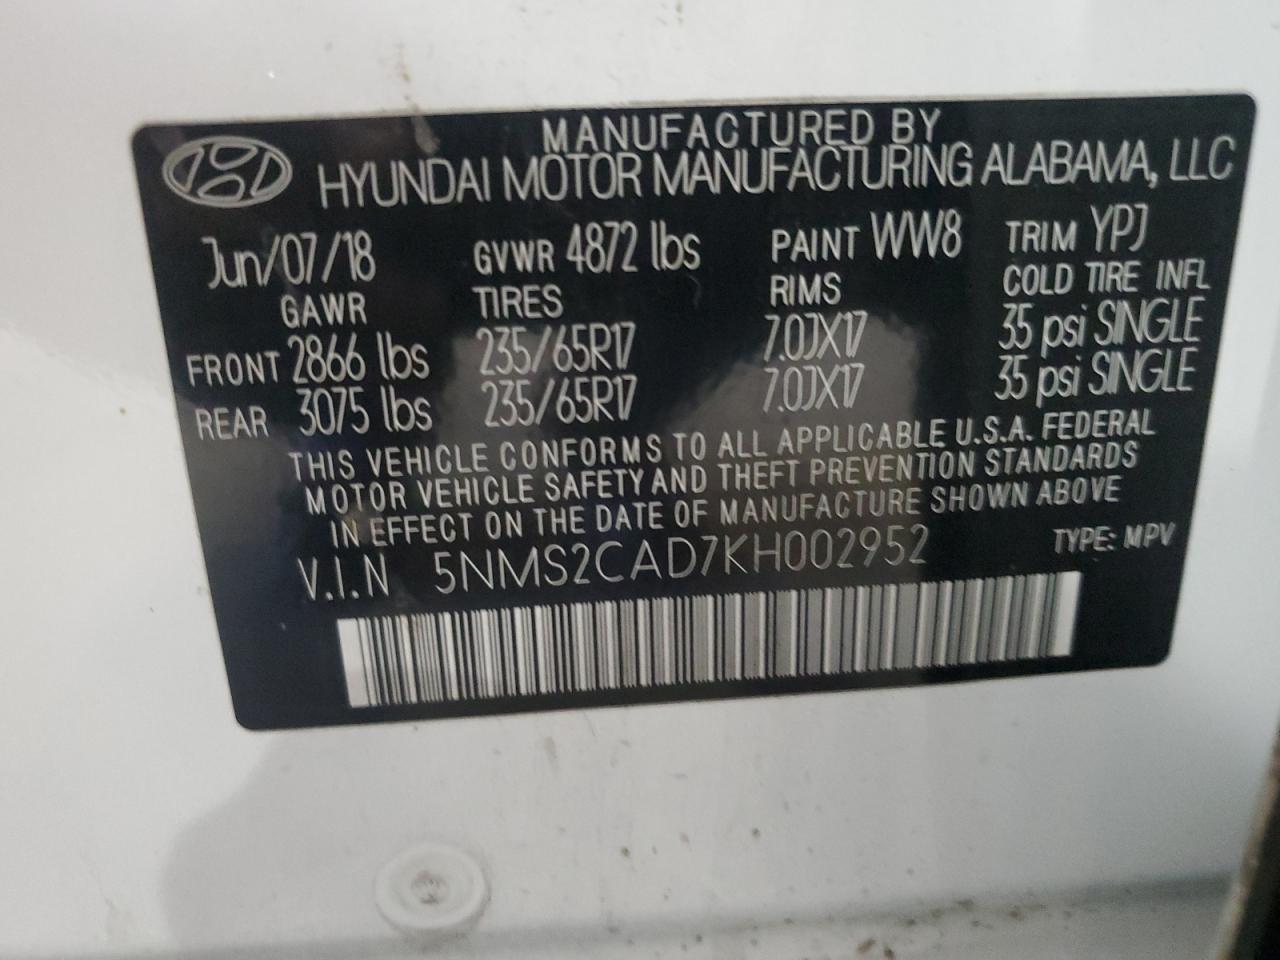 MANUFACTURED BY
HYUNDAI MOTOR MANUFACTURING ALABAMA, LLC
Jun/07/18 GVWR 4872 lbs PAINT WW8 TRIM YPJ
GAWR TIRES RIMS COLD TIRE INFL
FRONT 2866 lbs 235/65R17 7.0JX17 35 psi SINGLE
REAR 3075 lbs 235/65R17 7.0JX17 35 psi SINGLE
THIS VEHICLE CONFORMS TO ALL APPLICABLE U.S.A. FEDERAL
MOTOR VEHICLE SAFETY AND THEFT PREVENTION STANDARDS
IN EFFECT ON THE DATE OF MANUFACTURE SHOWN ABOVE
V.I.N 5NMS2CAD7KH002952 TYPE: MPV